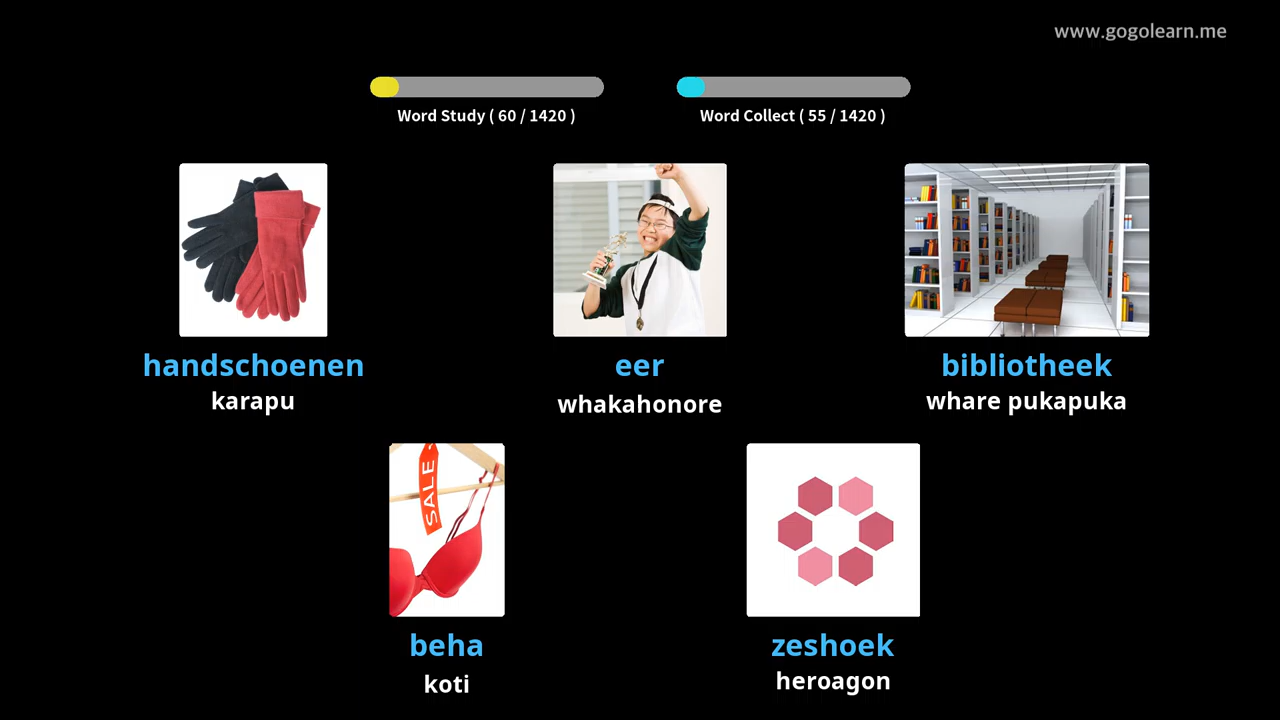 www.gogolearn.me
Word Study ( 60 / 1420 )
Word Collect ( 55 / 1420 )
handschoenen
karapu
eer
whakahonore
bibliotheek
whare pukapuka
SALE
beha
koti
zeshoek
heroagon